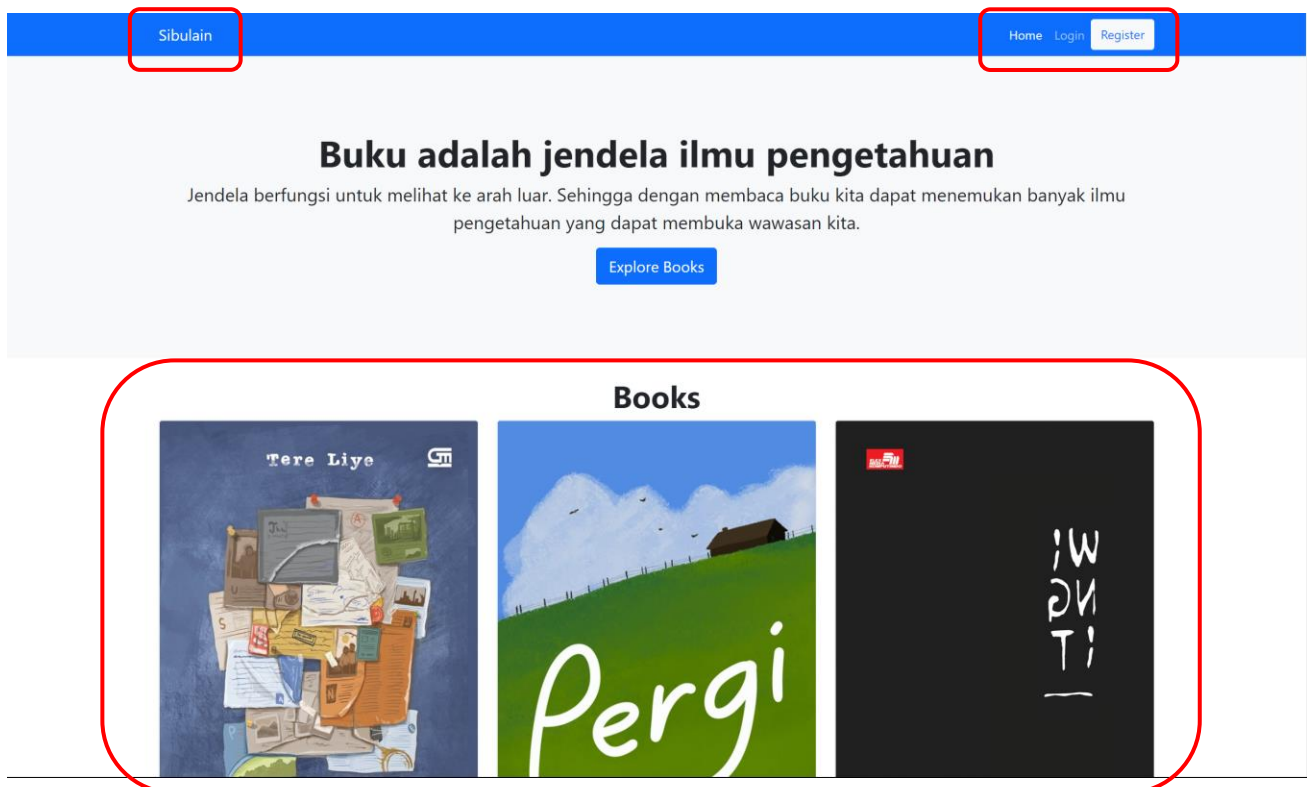 Sibulain
Home Login Register
Buku adalah jendela ilmu pengetahuan
Jendela berfungsi untuk melihat ke arah luar. Sehingga dengan membaca buku kita dapat menemukan banyak ilmu
pengetahuan yang dapat membuka wawasan kita.
Explore Books
Books
Tere Liye
Pergi